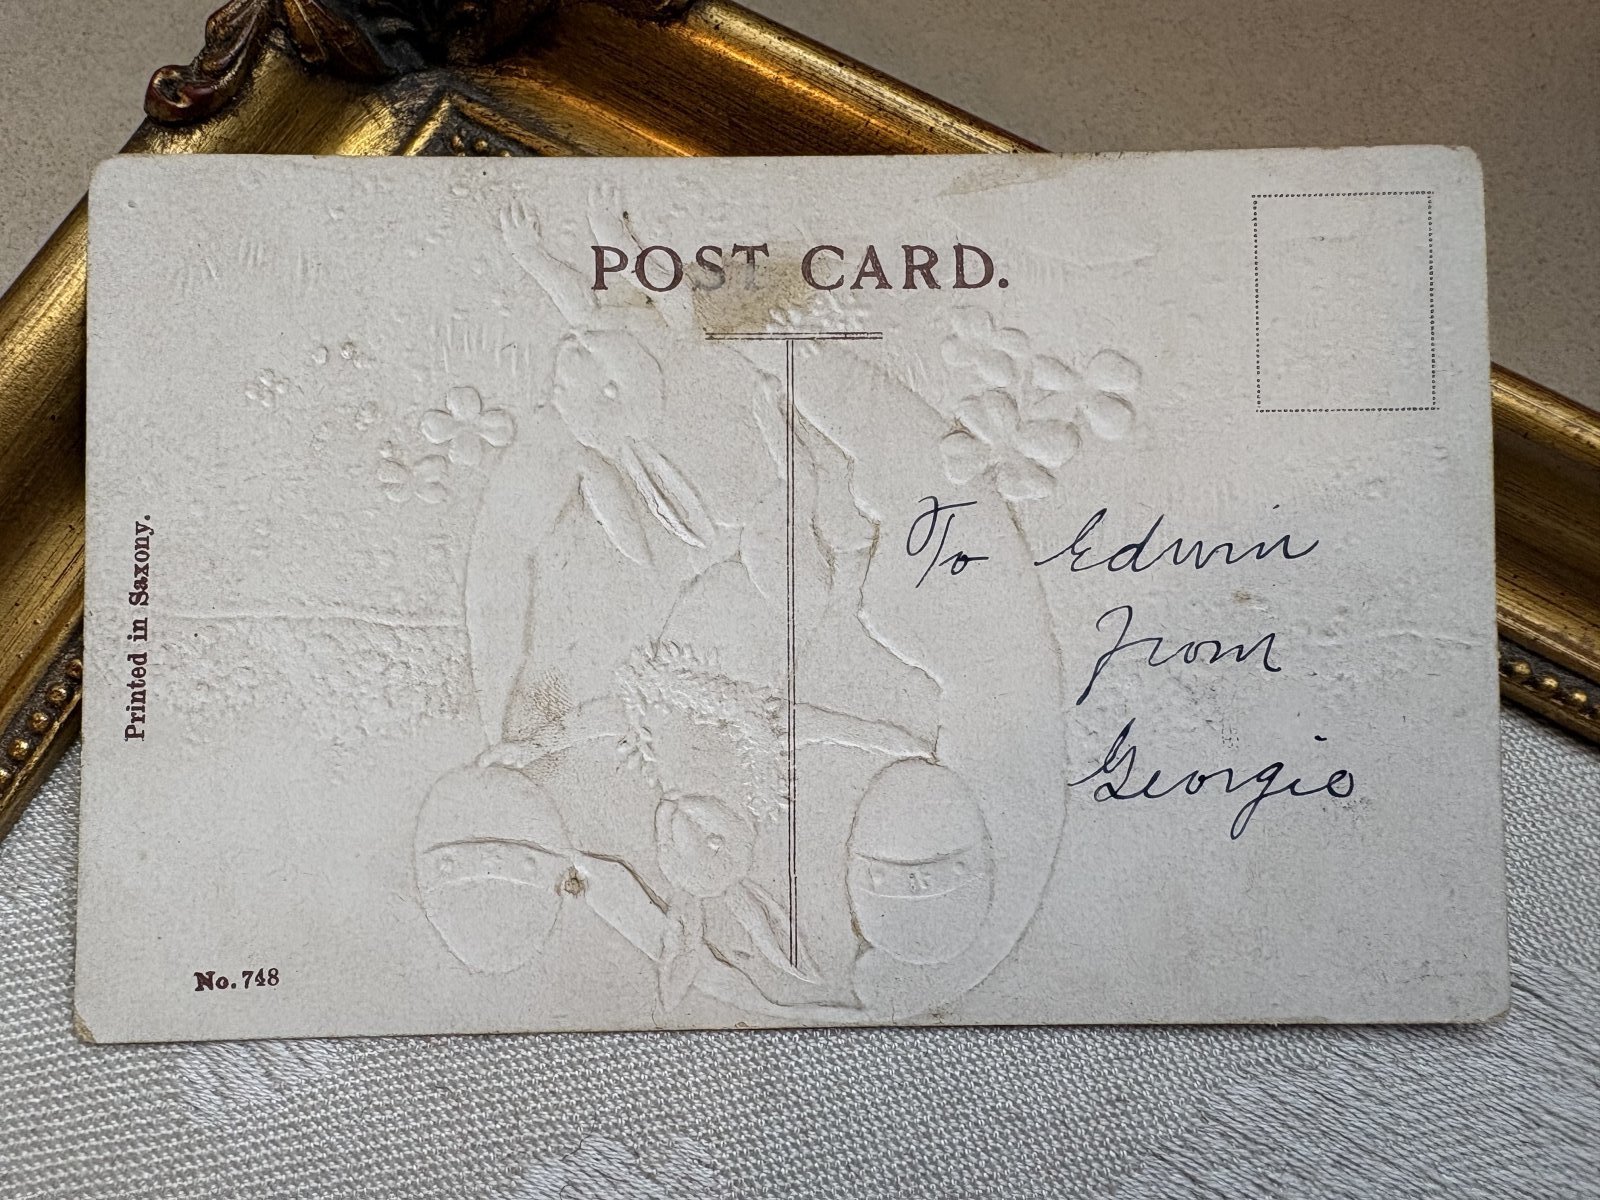 POST CARD.
To Edwin
From
Georgie
Printed in Saxony.
No. 748